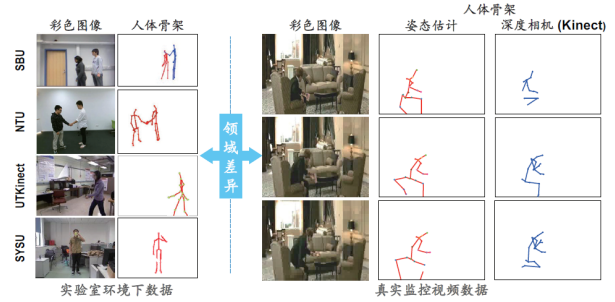 人体骨架
彩色图像 人体骨架 彩色图像 姿态估计 深度相机 (Kinect)
SBU
NTU
UTKinect
SYSU
领域差异
实验室环境下数据 真实监控视频数据